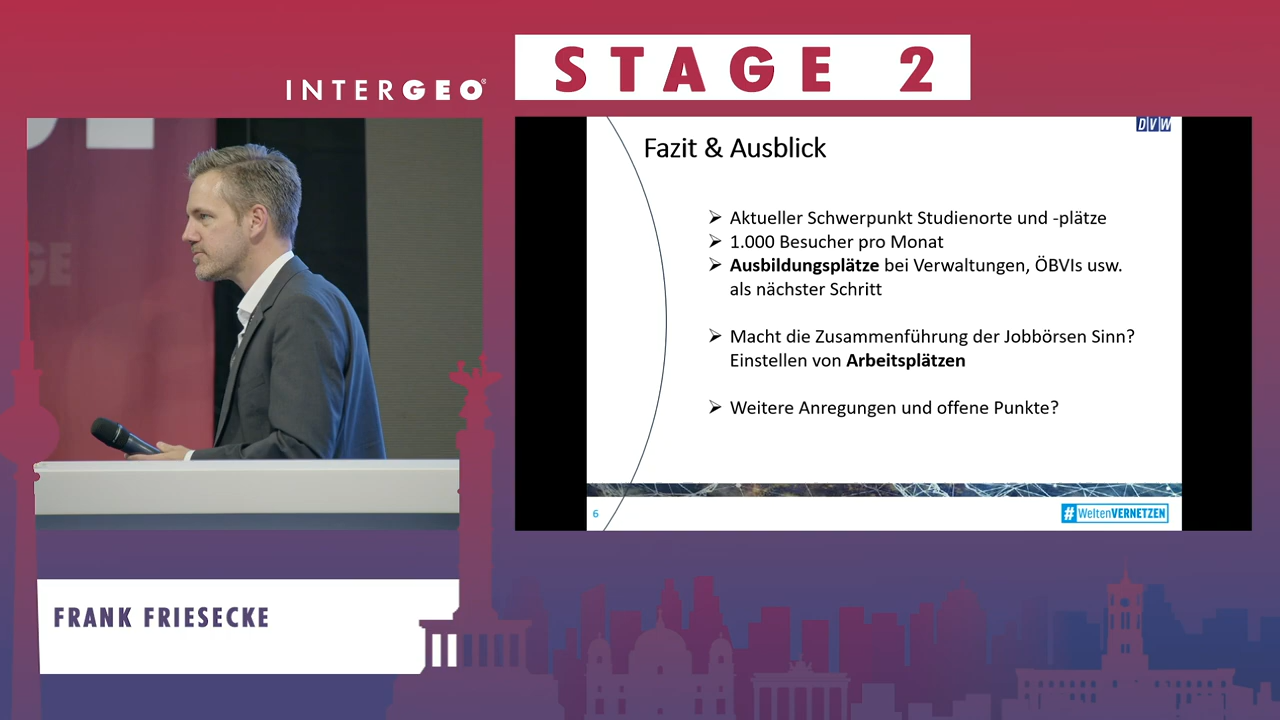 INTERGEO®
STAGE 2
GE
DVW
Fazit & Ausblick
➢ Aktueller Schwerpunkt Studienorte und -plätze
➢ 1.000 Besucher pro Monat
➢ Ausbildungsplätze bei Verwaltungen, ÖBVIs usw.
als nächster Schritt
➢ Macht die Zusammenführung der Jobbörsen Sinn?
Einstellen von Arbeitsplätzen
➢ Weitere Anregungen und offene Punkte?
6
#WeltenVERNETZEN
FRANK FRIESECKE